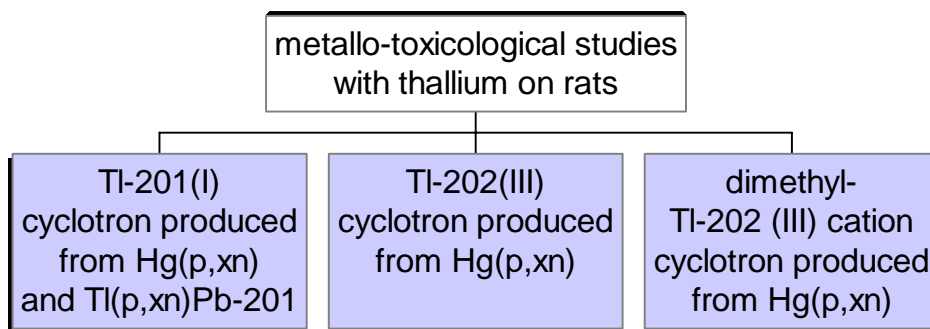 metallo-toxicological studies
with thallium on rats
Tl-201(I)
cyclotron produced
from Hg(p,xn)
and Tl(p,xn)Pb-201
Tl-202(III)
cyclotron produced
from Hg(p,xn)
dimethyl-
Tl-202 (III) cation
cyclotron produced
from Hg(p,xn)